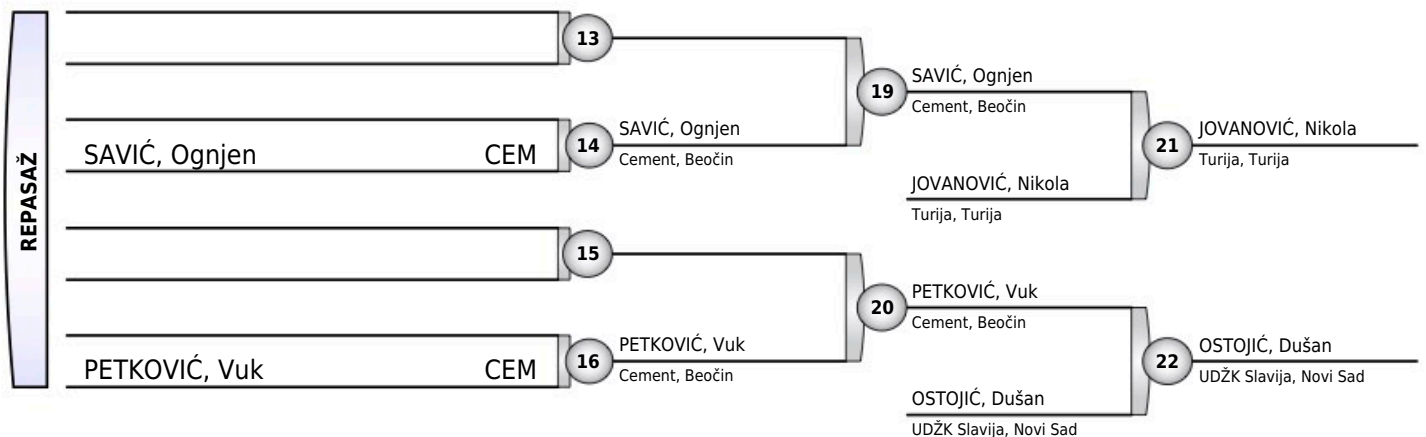 REPASAŽ
13
SAVIĆ, Ognjen CEM
14
SAVIĆ, Ognjen
Cement, Beočin
19
SAVIĆ, Ognjen
Cement, Beočin
JOVANOVIĆ, Nikola
Turija, Turija
21
JOVANOVIĆ, Nikola
Turija, Turija
15
PETKOVIĆ, Vuk CEM
16
PETKOVIĆ, Vuk
Cement, Beočin
20
PETKOVIĆ, Vuk
Cement, Beočin
OSTOJIĆ, Dušan
UDŽK Slavija, Novi Sad
22
OSTOJIĆ, Dušan
UDŽK Slavija, Novi Sad